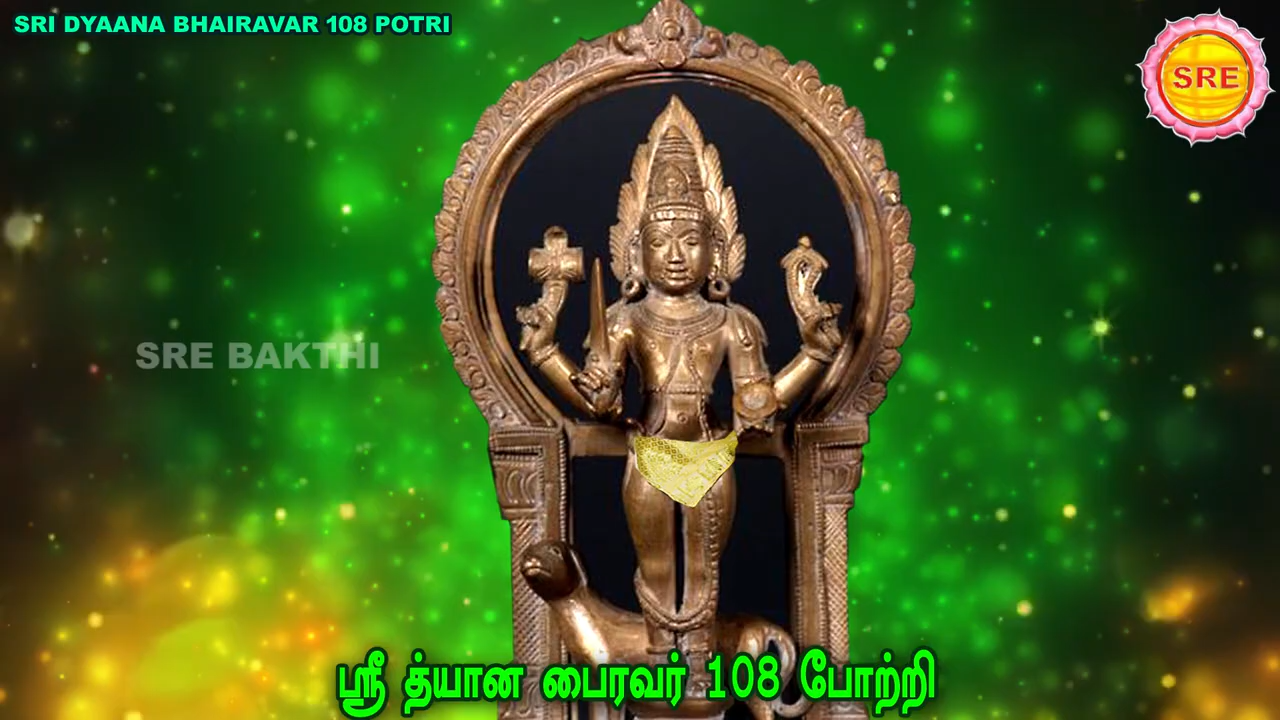 SRI DYAANA BHAIRAVAR 108 POTRI
SRE
SRE BAKTHI
ஸ்ரீ த்யான பைரவர் 108 போற்றி